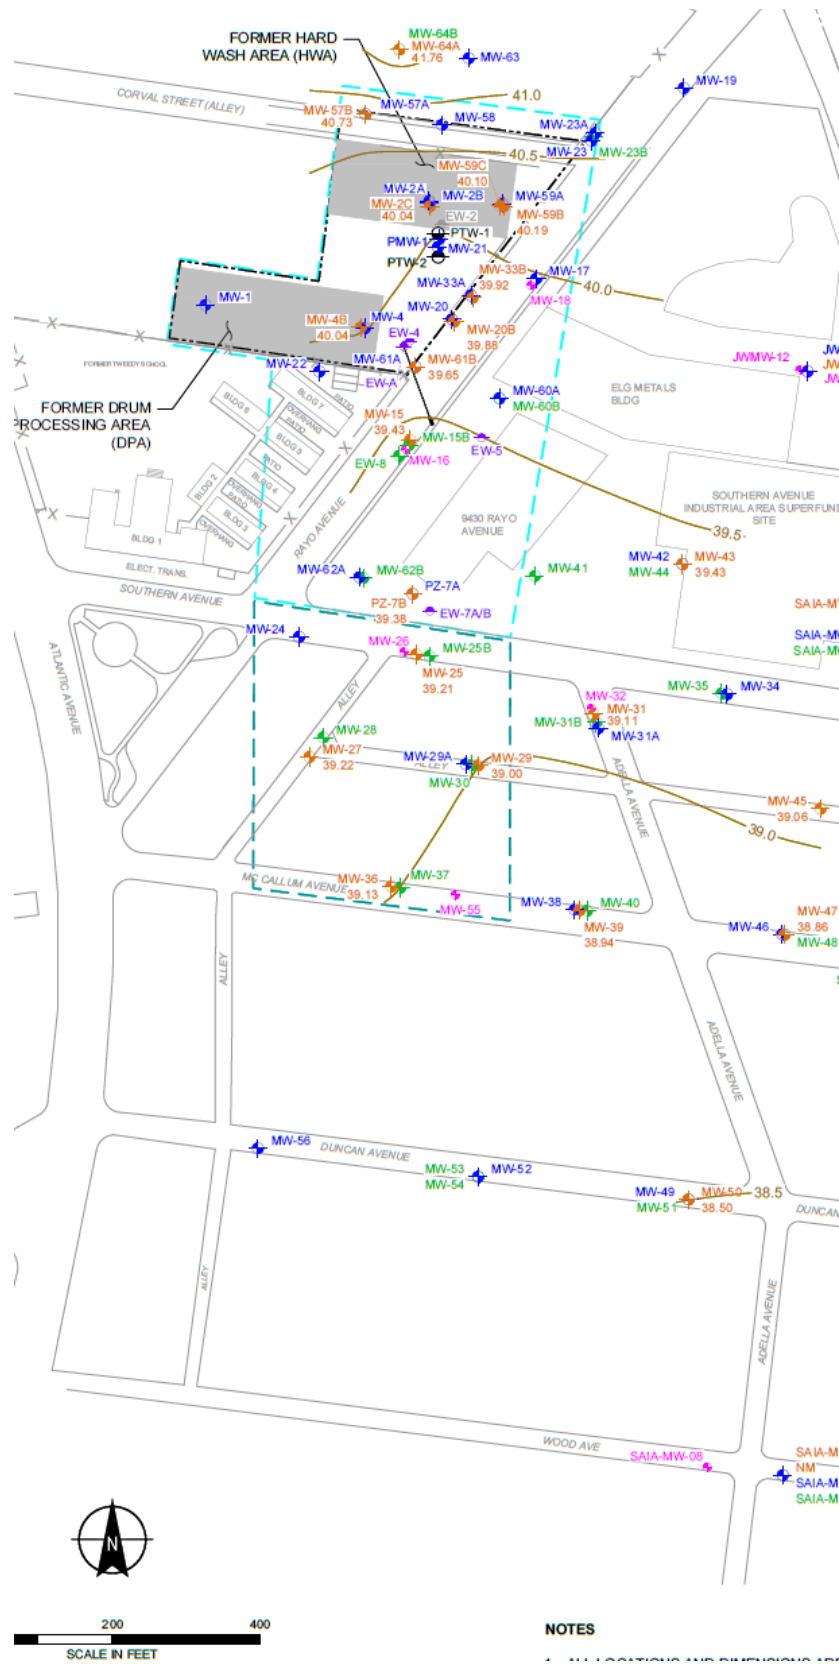 MW-64B
FORMER HARD
WASH AREA (HWA)
MW-64A
41.76
MW-63
MW-19
CORVAL STREET (ALLEY)
41.0
MW-57A
MW-57B
40.73
MW-58
MW-23A
MW-23
MW-23B
40.5
MW-59C
40.10
MW-2A
MW-2B
MW-2C
40.04
MW-59A
MW-59B
40.19
EW-2
PTW-1
PMW-1
MW-21
PTW-2
MW-33B
39.92
MW-17
MW-18
40.0
MW-33A
MW-1
MW-4
MW-4B
40.04
MW-20
MW-20B
39.88
EW-4
MW-61A
MW-61B
39.65
EW-A
MW-22
FORMER TWEEDY SCHOOL
JWMW-12
MW-60A
MW-60B
ELG METALS
BLDG
FORMER DRUM
PROCESSING AREA
(DPA)
BLDG 6
BLDG 7
PATIO
OVERHANG
BLDG 5
PATIO
BLDG 4
OVERHANG
PATIO
BLDG 3
OVERHANG
BLDG 2
BLDG 1
ELECT. TRANS.
MW-15
39.43
MW-15B
MW-16
EW-8
EW-5
RAYO AVENUE
9430 RAYO
AVENUE
SOUTHERN AVENUE
INDUSTRIAL AREA SUPERFUND
SITE
39.5
MW-42
MW-43
MW-44
39.43
MW-41
MW-62A
MW-62B
PZ-7A
PZ-7B
39.38
EW-7A/B
SOUTHERN AVENUE
SAIA-M
SAIA-M
SAIA-M
MW-24
ATLANTIC AVENUE
MW-26
MW-25B
MW-25
39.21
ALLEY
MW-35
MW-34
MW-32
MW-31
39.11
MW-31B
MW-31A
MW-28
MW-27
39.22
MW-29A
ALLEY
MW-29
39.00
MW-30
ADELLA AVENUE
MW-45
39.06
39.0
MC CALLUM AVENUE
MW-36
39.13
MW-37
MW-55
MW-38
MW-40
MW-39
38.94
MW-47
38.86
MW-46
MW-48
ALLEY
ADELLA AVENUE
MW-56
DUNCAN AVENUE
MW-53
MW-54
MW-52
MW-49
MW-50
38.50
MW-51
38.5
DUNCAN
ALLEY
ADELLA AVENUE
WOOD AVE
SAIA-MW-08
SAIA-M
NM
SAIA-M
SAIA-M
N
200
400
SCALE IN FEET
NOTES